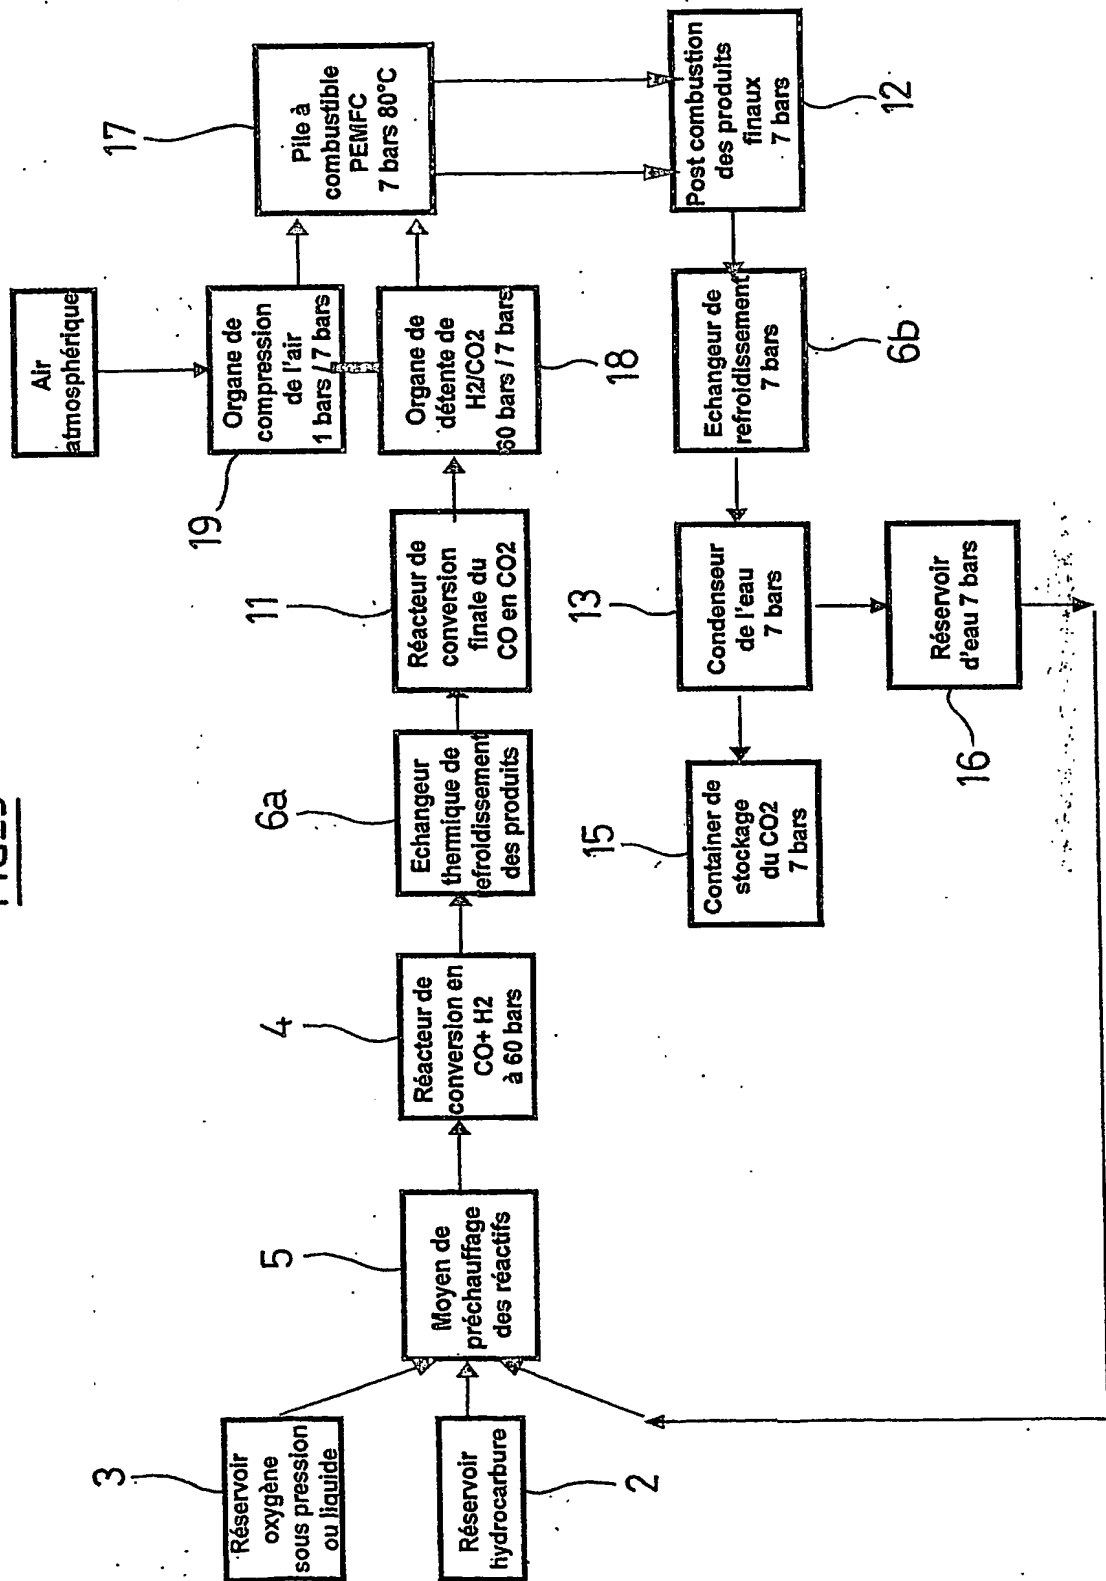 Réservoir
oxygène
sous pression
ou liquide
3
Réservoir
hydrocarbure
2
Moyen de
préchauffage
des réactifs
5
Réacteur de
conversion en
CO+ H2
à 60 bars
4
Echangeur
thermique de
refroidissement
des produits
6a
Réacteur de
conversion
finale du
CO en CO2
11
Air
atmosphérique
Organe de
compression
de l'air
1 bars / 7 bars
19
Organe de
détente de
H2/CO2
60 bars / 7 bars
18
Pile à
combustible
PEMFC
7 bars 80°C
17
Post combustion
des produits
finaux
7 bars
12
Echangeur de
refroidissement
7 bars
6b
Condenseur
de l'eau
7 bars
13
Container de
stockage
du CO2
7 bars
15
Réservoir
d'eau 7 bars
16